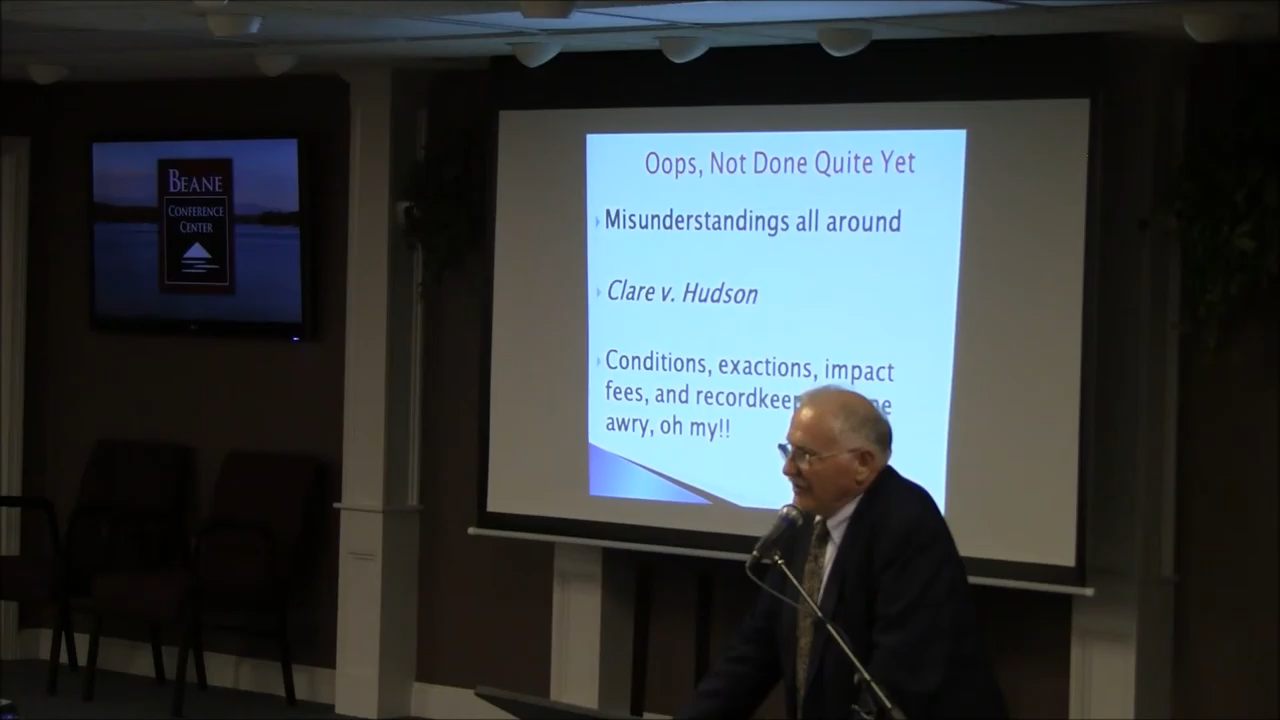 BEANE
CONFERENCE
CENTER
Oops, Not Done Quite Yet
Misunderstandings all around
Clare v. Hudson
Conditions, exactions, impact
fees, and
awry, oh my!!